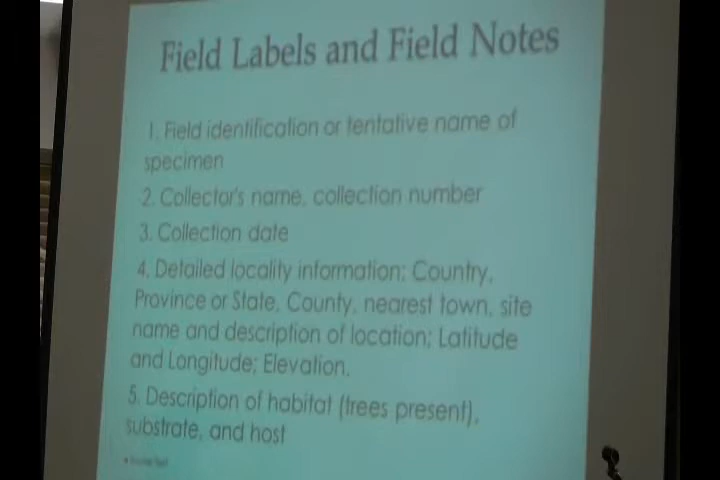 Field Labels and Field Notes
1. Field identification or tentative name of
specimen
2. Collector's name, collection number
3. Collection date
4. Detailed locality information: Country,
Province or State, County, nearest town, site
name and description of location; Latitude
and Longitude; Elevation.
5. Description of habitat (trees present),
substrate, and host